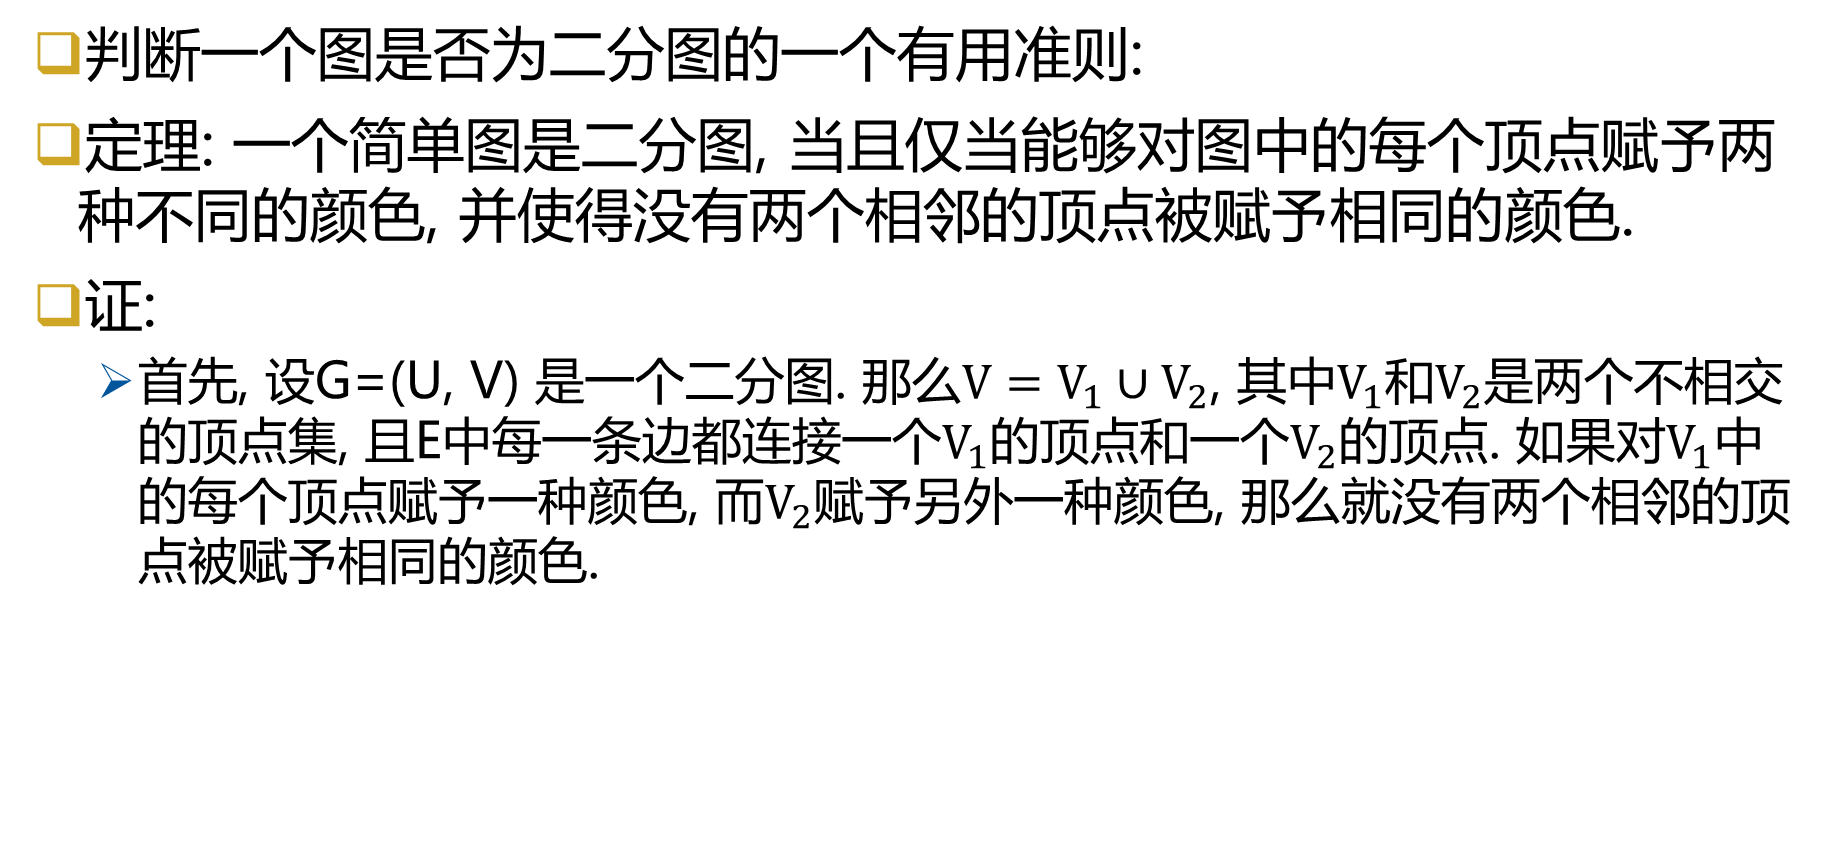 判断一个图是否为二分图的一个有用准则:
定理: 一个简单图是二分图, 当且仅当能够对图中的每个顶点赋予两
种不同的颜色, 并使得没有两个相邻的顶点被赋予相同的颜色.
证:
首先, 设G=(U, V) 是一个二分图. 那么V = V₁ ∪ V₂, 其中V₁和V₂是两个不相交
的顶点集, 且E中每一条边都连接一个V₁的顶点和一个V₂的顶点. 如果对V₁中
的每个顶点赋予一种颜色, 而V₂赋予另外一种颜色, 那么就没有两个相邻的顶
点被赋予相同的颜色.